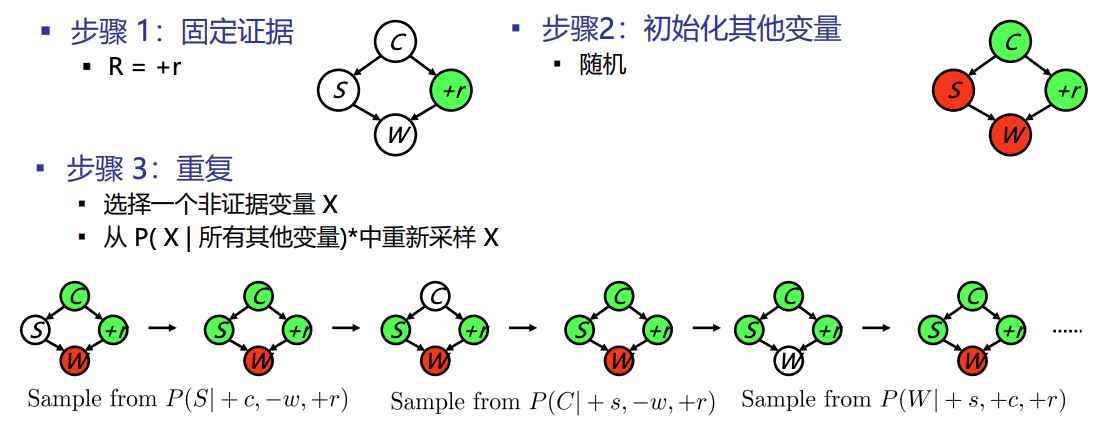 ▪ 步骤 1：固定证据
▪ R = +r
C
S
+r
W
▪ 步骤2：初始化其他变量
▪ 随机
C
S
+r
W
▪ 步骤 3：重复
▪ 选择一个非证据变量 X
▪ 从 P( X | 所有其他变量)*中重新采样 X
C C C C C C
S +r S +r S +r S +r S +r S +r ......
W W W W W W
Sample from P(S| + c, −w, +r) Sample from P(C| + s, −w, +r) Sample from P(W| + s, +c, +r)